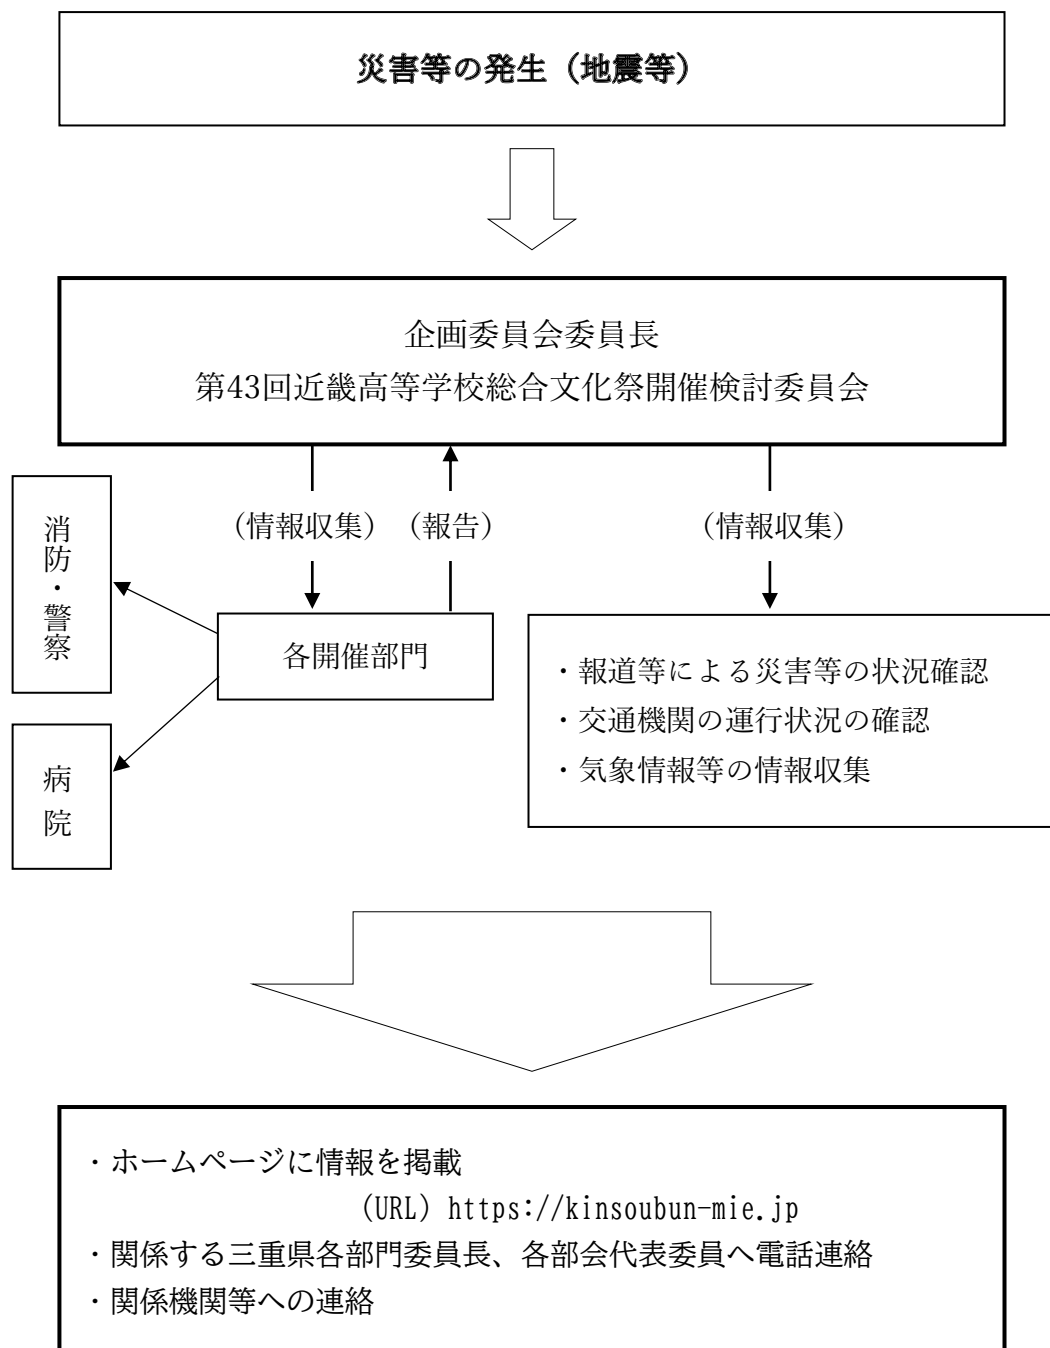 災害等の発生（地震等）
企画委員会委員長
第43回近畿高等学校総合文化祭開催検討委員会
（情報収集）（報告）
（情報収集）
消防・警察
各開催部門
病院
・報道等による災害等の状況確認
・交通機関の運行状況の確認
・気象情報等の情報収集
・ホームページに情報を掲載
（URL）https://kinsoubun-mie.jp
・関係する三重県各部門委員長、各部会代表委員へ電話連絡
・関係機関等への連絡